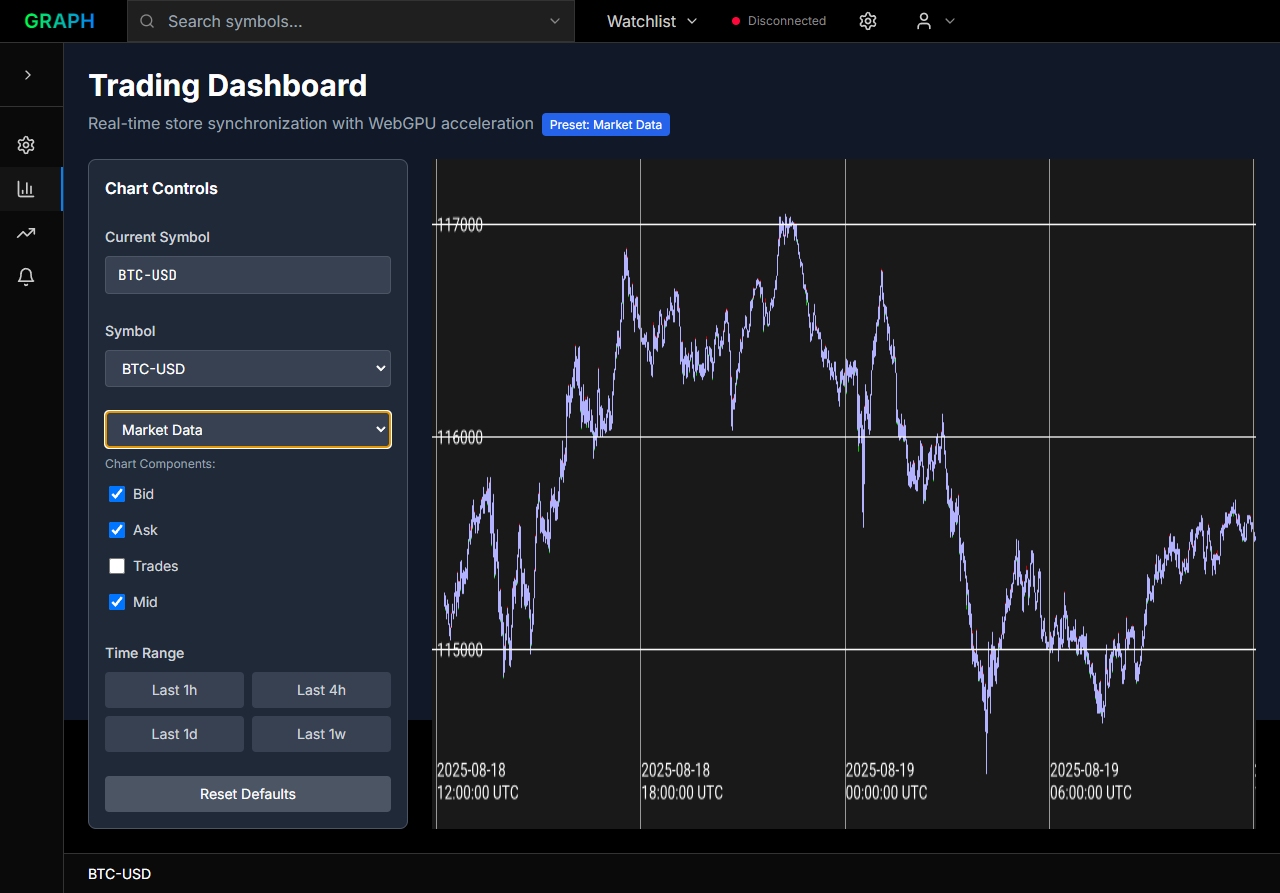 GRAPH
Search symbols...
Watchlist
Disconnected
Trading Dashboard
Real-time store synchronization with WebGPU acceleration
Preset: Market Data
Chart Controls
Current Symbol
BTC-USD
Symbol
BTC-USD
Market Data
Chart Components:
Bid
Ask
Trades
Mid
Time Range
Last 1h
Last 4h
Last 1d
Last 1w
Reset Defaults
117000
116000
115000
2025-08-18
12:00:00 UTC
2025-08-18
18:00:00 UTC
2025-08-19
00:00:00 UTC
2025-08-19
06:00:00 UTC
BTC-USD